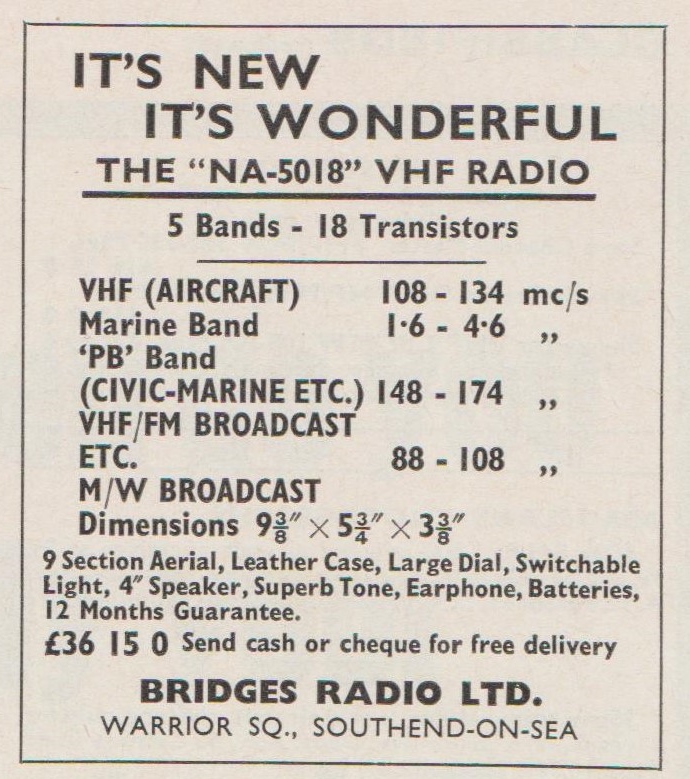 IT'S NEW
IT'S WONDERFUL
THE “NA-5018” VHF RADIO
5 Bands - 18 Transistors
VHF (AIRCRAFT) 108 - 134 mc/s
Marine Band 1·6 - 4·6 „
‘PB’ Band
(CIVIC-MARINE ETC.) 148 - 174 „
VHF/FM BROADCAST
ETC. 88 - 108 „
M/W BROADCAST
Dimensions 9⅜″ × 5¾″ × 3⅜″
9 Section Aerial, Leather Case, Large Dial, Switchable
Light, 4″ Speaker, Superb Tone, Earphone, Batteries,
12 Months Guarantee.
£36 15 0 Send cash or cheque for free delivery
BRIDGES RADIO LTD.
WARRIOR SQ., SOUTHEND-ON-SEA